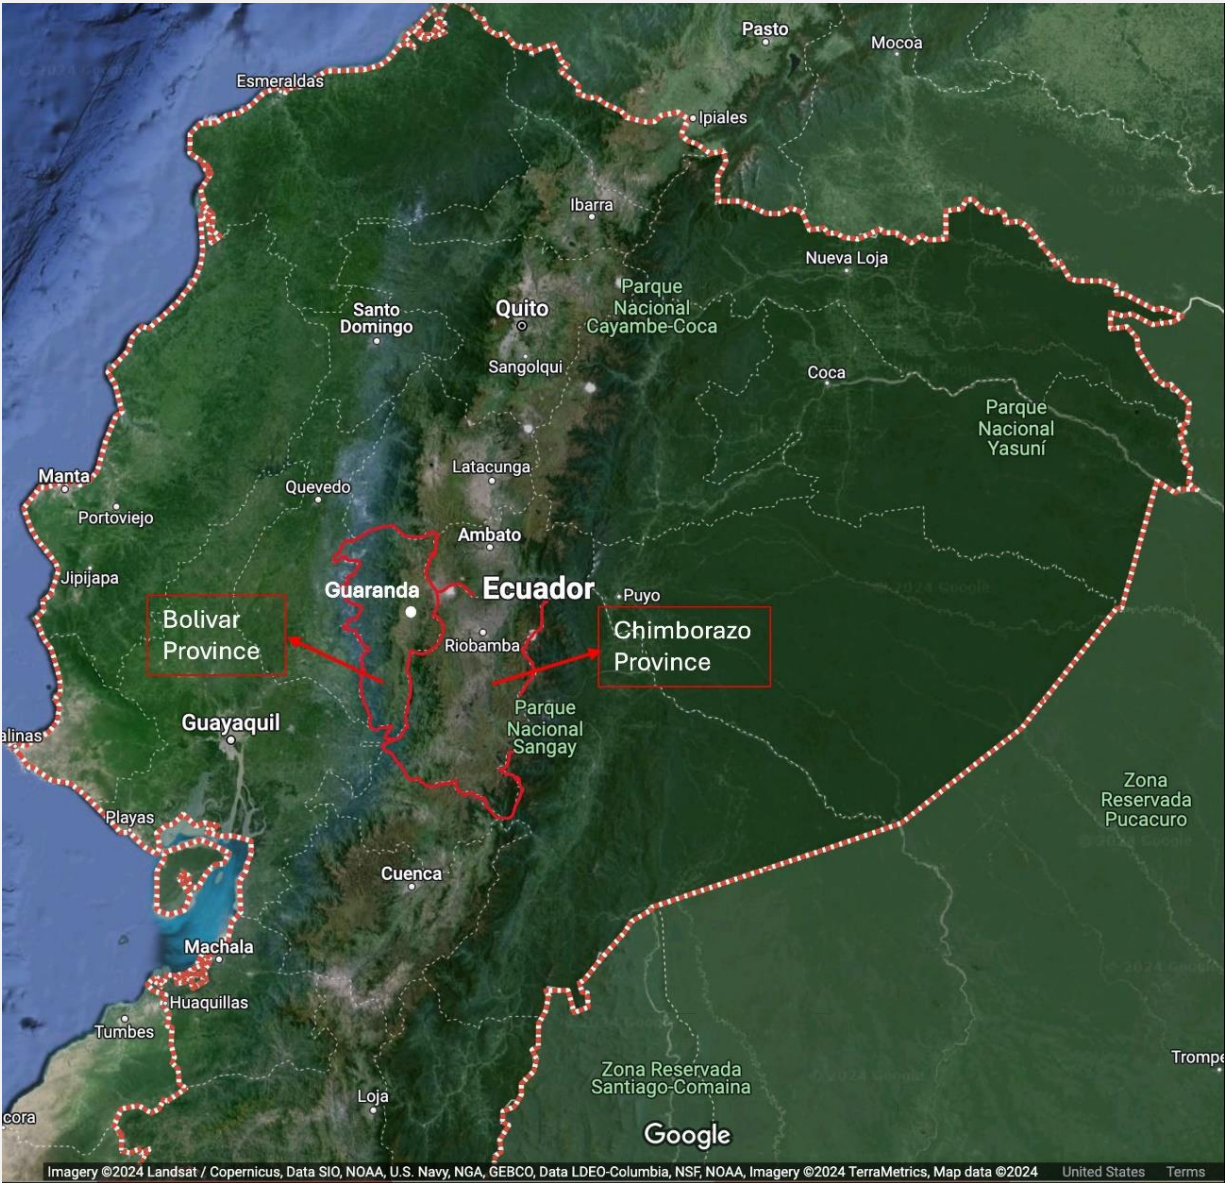 Pasto
Mocoa
Esmeraldas
Ipiales
Ibarra
Nueva Loja
Parque
Nacional
Cayambe-Coca
Santo
Domingo
Quito
Sangolqui
Coca
Parque
Nacional
Yasuní
Latacunga
Manta
Quevedo
Portoviejo
Ambato
Jipijapa
Guaranda
Ecuador
Puyo
Bolivar
Province
Riobamba
Chimborazo
Province
Parque
Nacional
Sangay
Guayaquil
alinas
Zona
Reservada
Pucacuro
Playas
Cuenca
Machala
Huaquillas
Tumbes
Trompe
Zona Reservada
Santiago-Comaina
Loja
cora
Google
Imagery ©2024 Landsat / Copernicus, Data SIO, NOAA, U.S. Navy, NGA, GEBCO, Data LDEO-Columbia, NSF, NOAA, Imagery ©2024 TerraMetrics, Map data ©2024 United States Terms